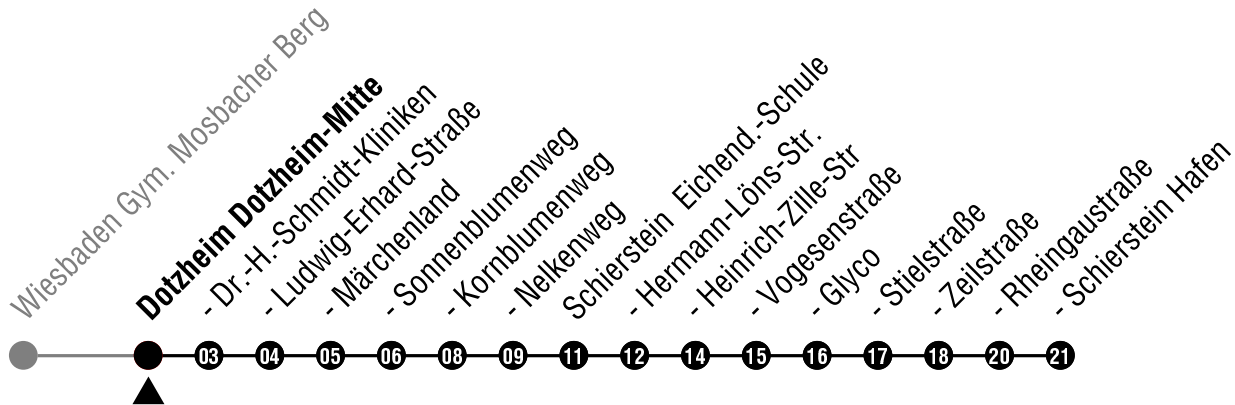 Wiesbaden Gym. Mosbacher Berg
Dotzheim Dotzheim-Mitte
- Dr.-H.-Schmidt-Kliniken
- Ludwig-Erhard-Straße
- Märchenland
- Sonnenblumenweg
- Kornblumenweg
- Nelkenweg
Schierstein Eichend.-Schule
- Hermann-Löns-Str.
- Heinrich-Zille-Str
- Vogesenstraße
- Glyco
- Stielstraße
- Zeilstraße
- Rheingaustraße
- Schierstein Hafen
03 04 05 06 08 09 11 12 14 15 16 17 18 20 21